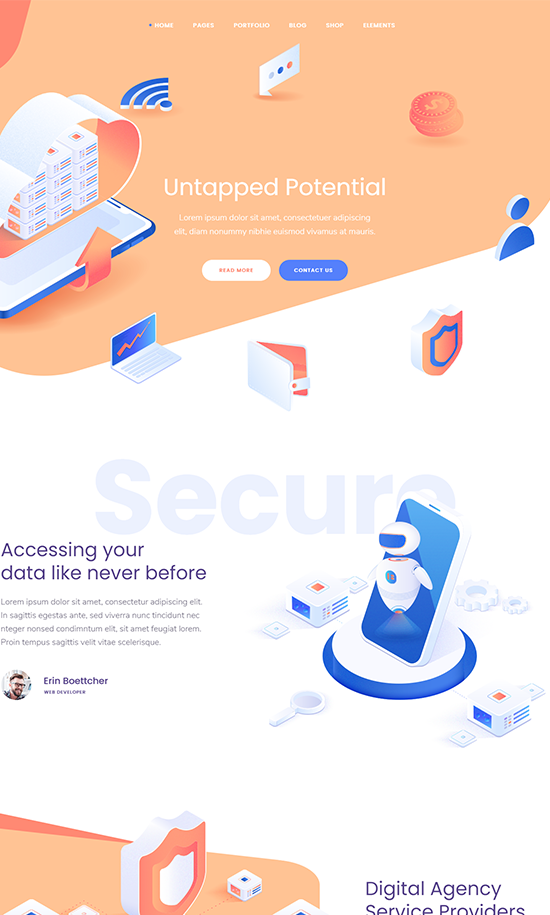 HOME PAGES PORTFOLIO BLOG SHOP ELEMENTS
Untapped Potential
Lorem ipsum dolor sit amet, consectetuer adipiscing
elit, diam nonummy nibhie euismod vivamus at mauris.
READ MORE CONTACT US
Secure
Accessing your
data like never before
Lorem ipsum dolor sit amet, consectetur adipiscing elit.
In sagittis egestas ante, sed viverra nunc tincidunt nec
nteger nonsed condimntum elit, sit amet feugiat lorem.
Proin tempus sagittis velit vitae scelerisque.
Erin Boettcher
WEB DEVELOPER
Digital Agency
Service Providers